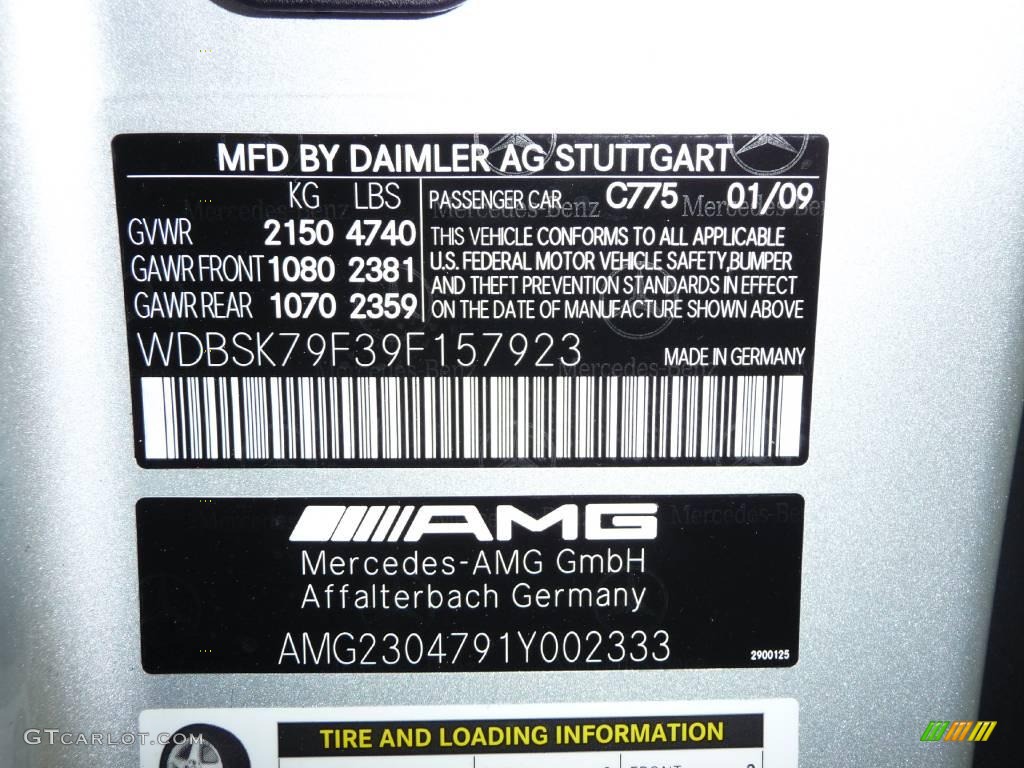 MFD BY DAIMLER AG STUTTGART
KG LBS
GVWR 2150 4740
GAWR FRONT 1080 2381
GAWR REAR 1070 2359
PASSENGER CAR C775 01/09
THIS VEHICLE CONFORMS TO ALL APPLICABLE
U.S. FEDERAL MOTOR VEHICLE SAFETY, BUMPER
AND THEFT PREVENTION STANDARDS IN EFFECT
ON THE DATE OF MANUFACTURE SHOWN ABOVE
WDBSK79F39F157923 MADE IN GERMANY
AMG
Mercedes-AMG GmbH
Affalterbach Germany
AMG2304791Y002333
2900125
TIRE AND LOADING INFORMATION
FRONT 2
GTCARLOT.COM